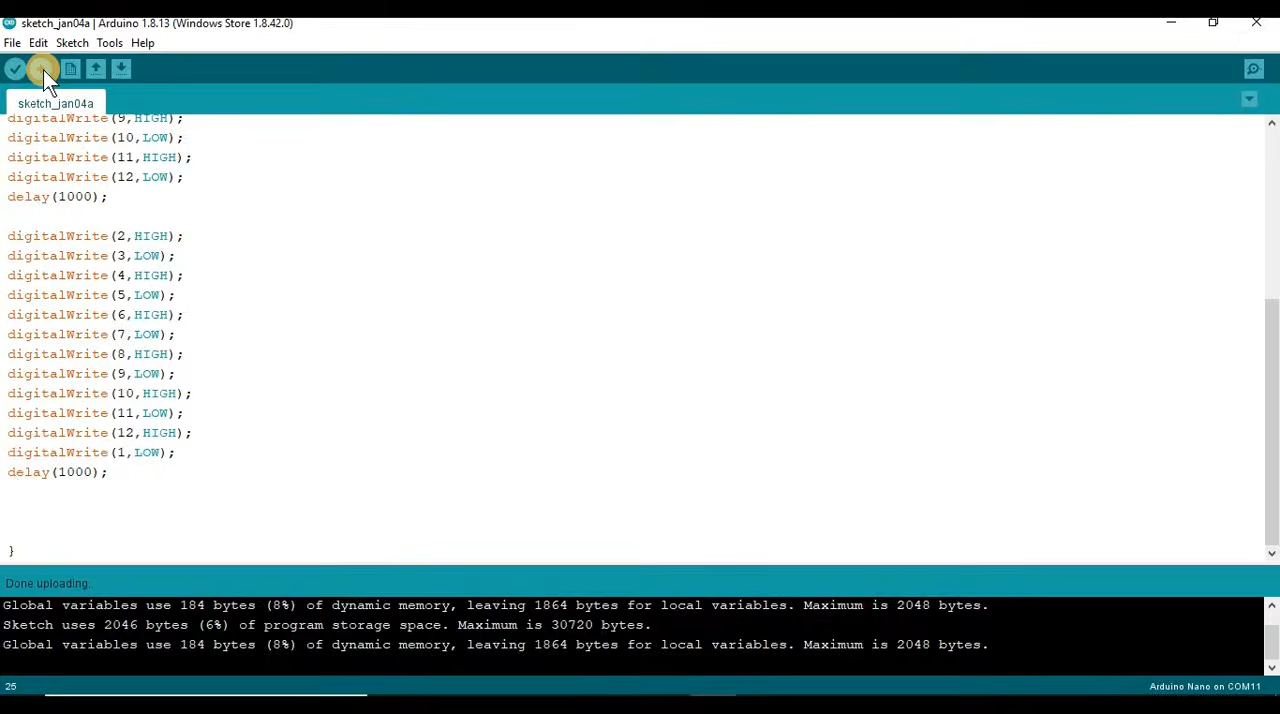 sketch_jan04a | Arduino 1.8.13 (Windows Store 1.8.42.0)
File Edit Sketch Tools Help
sketch_jan04a
digitalWrite(9,HIGH);
digitalWrite(10,LOW);
digitalWrite(11,HIGH);
digitalWrite(12,LOW);
delay(1000);
digitalWrite(2,HIGH);
digitalWrite(3,LOW);
digitalWrite(4,HIGH);
digitalWrite(5,LOW);
digitalWrite(6,HIGH);
digitalWrite(7,LOW);
digitalWrite(8,HIGH);
digitalWrite(9,LOW);
digitalWrite(10,HIGH);
digitalWrite(11,LOW);
digitalWrite(12,HIGH);
digitalWrite(1,LOW);
delay(1000);
}
Done uploading.
Global variables use 184 bytes (8%) of dynamic memory, leaving 1864 bytes for local variables. Maximum is 2048 bytes.
Sketch uses 2046 bytes (6%) of program storage space. Maximum is 30720 bytes.
Global variables use 184 bytes (8%) of dynamic memory, leaving 1864 bytes for local variables. Maximum is 2048 bytes.
25 Arduino Nano on COM11